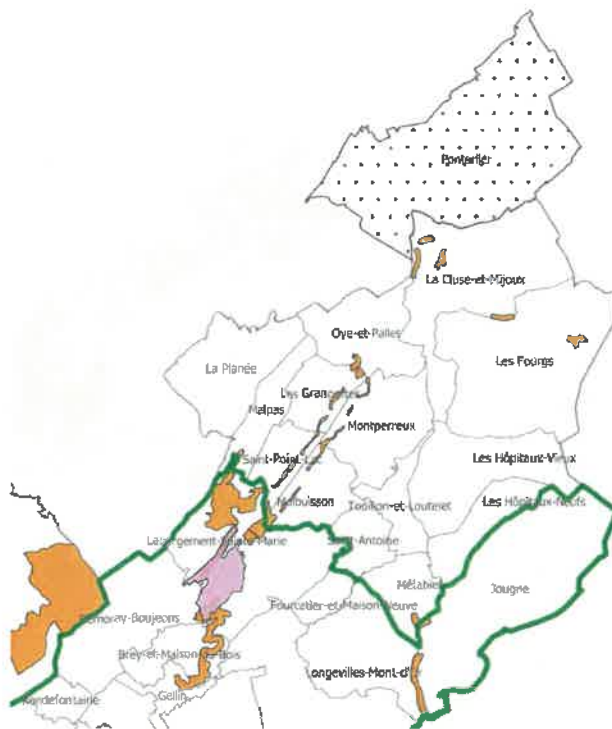 Pontarlier
La Cluse-et-Mijoux
Oye-et-Pallet
La Planée
Les Fourgs
Les Gran
Malpas
Montperreux
Saint-Point-Lac
Les Hôpitaux-Vieux
Malbuisson
Les Hôpitaux-Neufs
Touillon-et-Loutelet
Labergement-Sainte-Marie
Saint-Antoine
Métabief
Jougne
Fourcatier-et-Maison-Neuve
Remoray-Boujeons
Brey-et-Maison-du-Bois
Longevilles-Mont-d'
Gellin
Rondefontaine